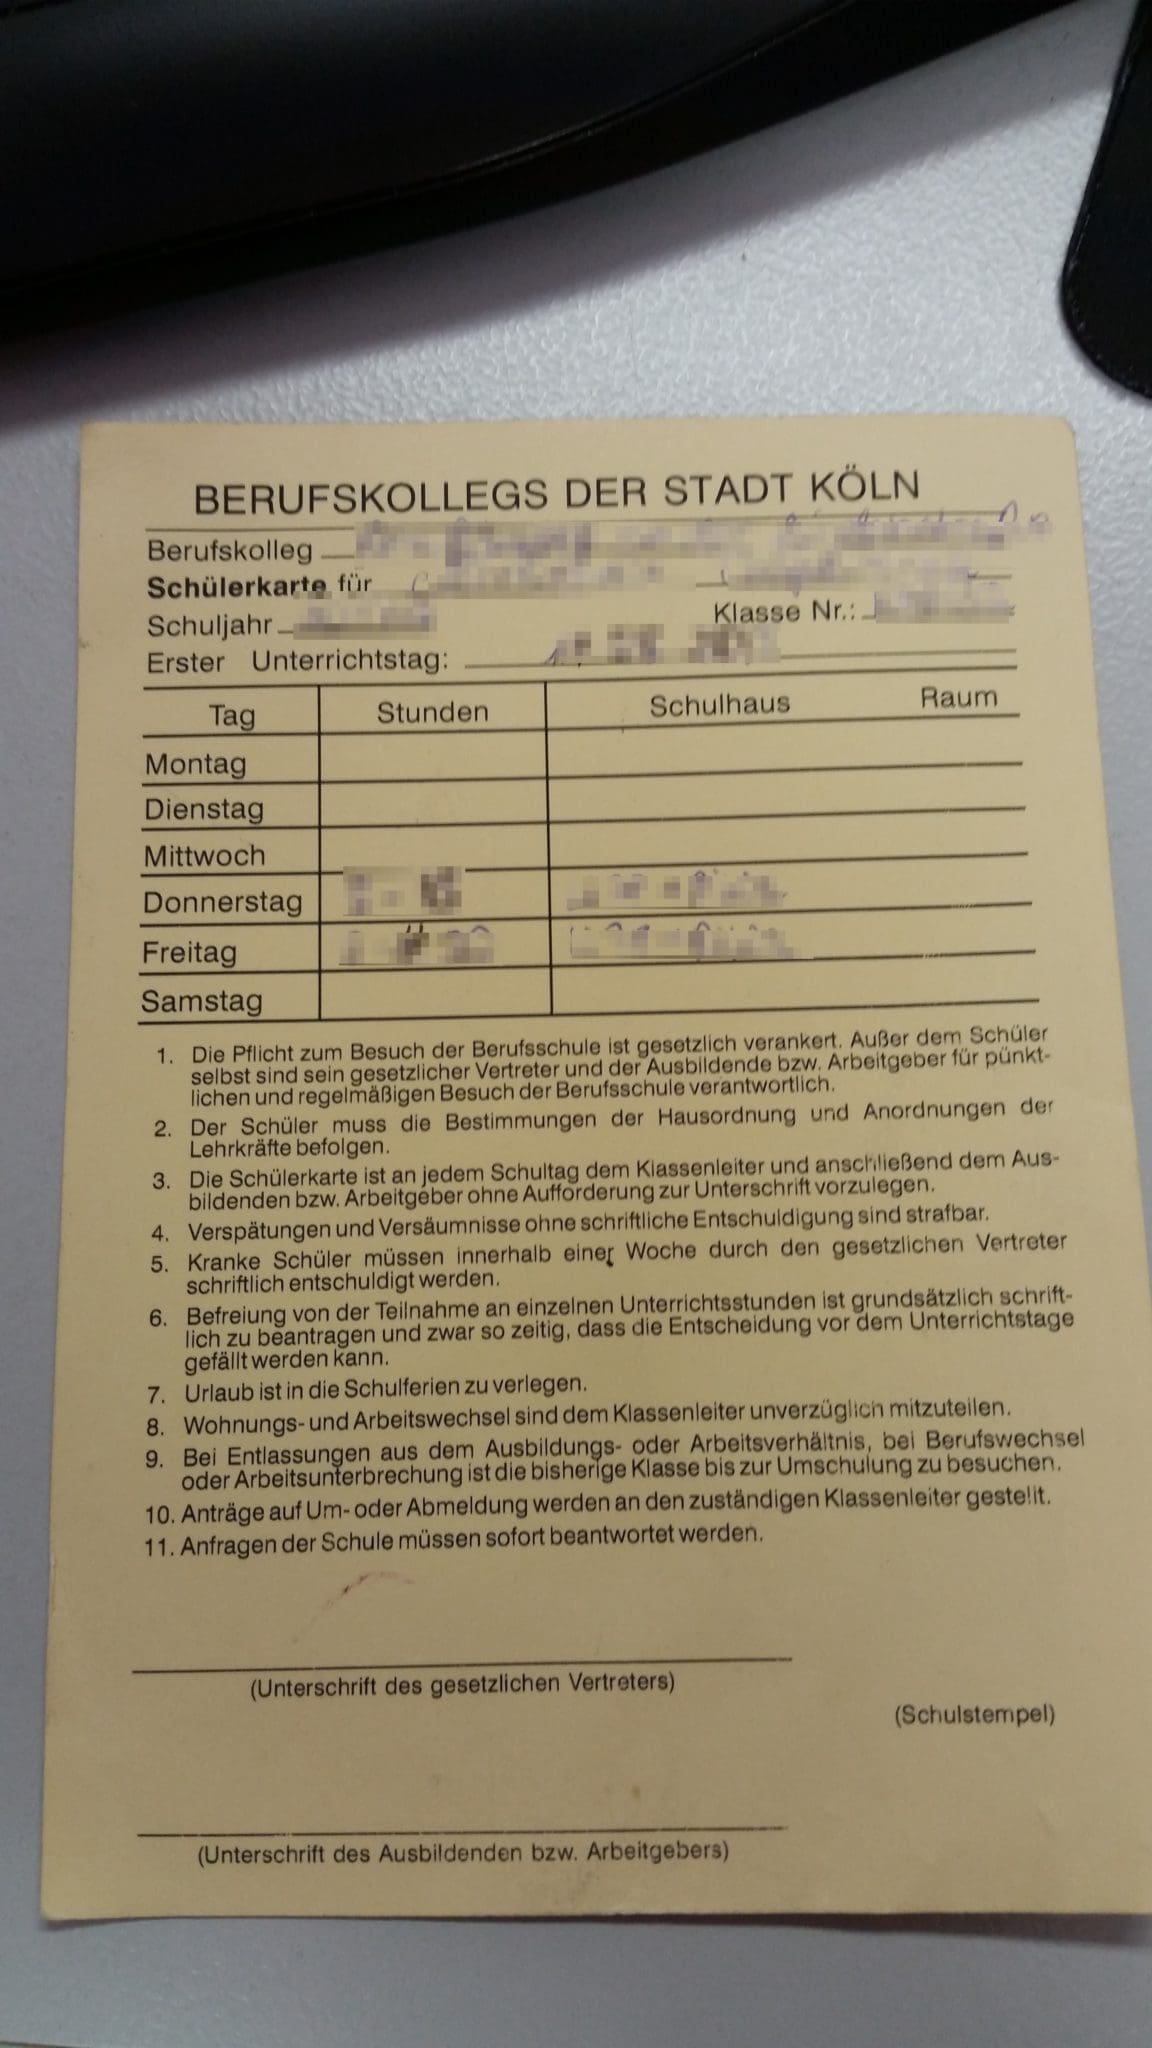 BERUFSKOLLEGS DER STADT KÖLN
Berufskolleg
Schülerkarte für
Schuljahr Klasse Nr.:
Erster Unterrichtstag:
Tag Stunden Schulhaus Raum
Montag
Dienstag
Mittwoch
Donnerstag
Freitag
Samstag
1. Die Pflicht zum Besuch der Berufsschule ist gesetzlich verankert. Außer dem Schüler
selbst sind sein gesetzlicher Vertreter und der Ausbildende bzw. Arbeitgeber für pünkt-
lichen und regelmäßigen Besuch der Berufsschule verantwortlich.
2. Der Schüler muss die Bestimmungen der Hausordnung und Anordnungen der
Lehrkräfte befolgen.
3. Die Schülerkarte ist an jedem Schultag dem Klassenleiter und anschließend dem Aus-
bildenden bzw. Arbeitgeber ohne Aufforderung zur Unterschrift vorzulegen.
4. Verspätungen und Versäumnisse ohne schriftliche Entschuldigung sind strafbar.
5. Kranke Schüler müssen innerhalb einer Woche durch den gesetzlichen Vertreter
schriftlich entschuldigt werden.
6. Befreiung von der Teilnahme an einzelnen Unterrichtsstunden ist grundsätzlich schrift-
lich zu beantragen und zwar so zeitig, dass die Entscheidung vor dem Unterrichtstage
gefällt werden kann.
7. Urlaub ist in die Schulferien zu verlegen.
8. Wohnungs- und Arbeitswechsel sind dem Klassenleiter unverzüglich mitzuteilen.
9. Bei Entlassungen aus dem Ausbildungs- oder Arbeitsverhältnis, bei Berufswechsel
oder Arbeitsunterbrechung ist die bisherige Klasse bis zur Umschulung zu besuchen.
10. Anträge auf Um- oder Abmeldung werden an den zuständigen Klassenleiter gestellt.
11. Anfragen der Schule müssen sofort beantwortet werden.
(Unterschrift des gesetzlichen Vertreters)
(Schulstempel)
(Unterschrift des Ausbildenden bzw. Arbeitgebers)